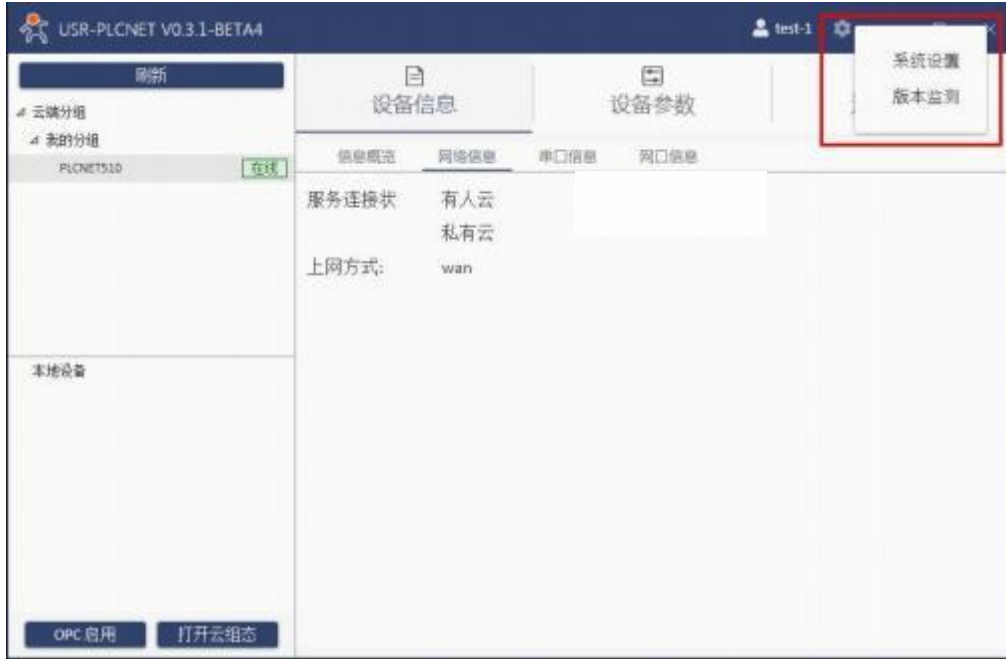 USR-PLCNET V0.3.1-BETA4
test-1
系统设置
版本监测
刷新
云端分组
我的分组
PLCNET510 在线
本地设备
OPC 启用
打开云组态
设备信息
设备参数
信息概览 网络信息 串口信息 网口信息
服务连接状 有人云
私有云
上网方式: wan